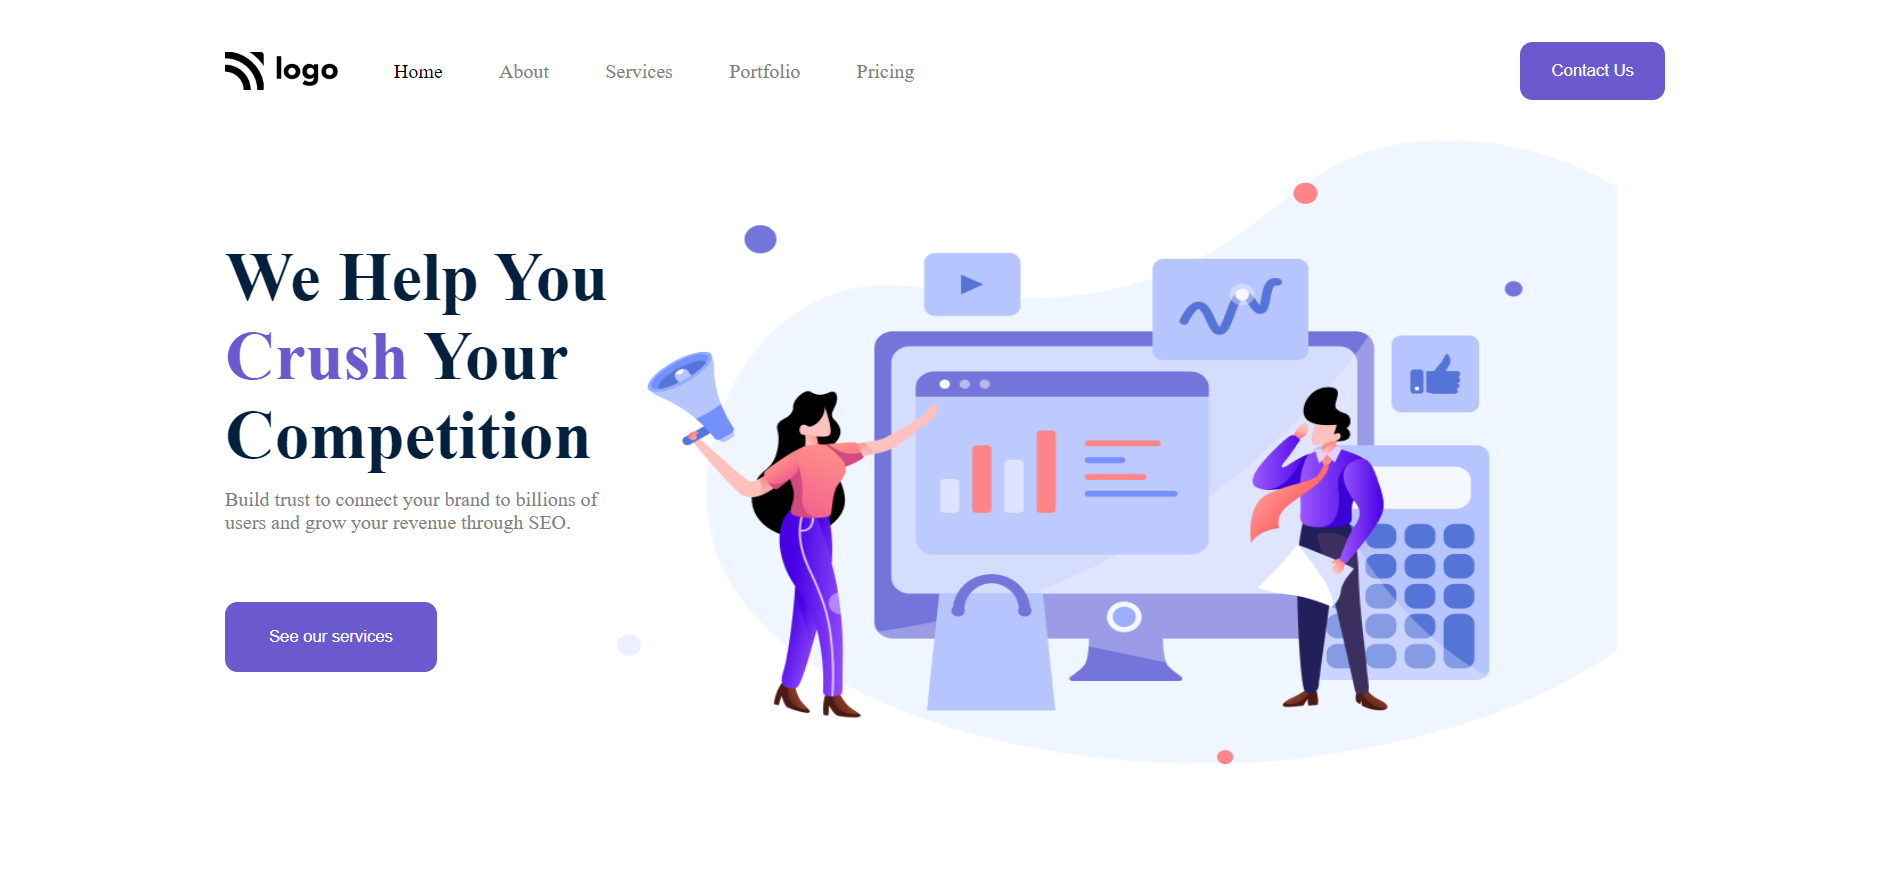 logo Home About Services Portfolio Pricing Contact Us
We Help You
Crush Your
Competition
Build trust to connect your brand to billions of
users and grow your revenue through SEO.
See our services